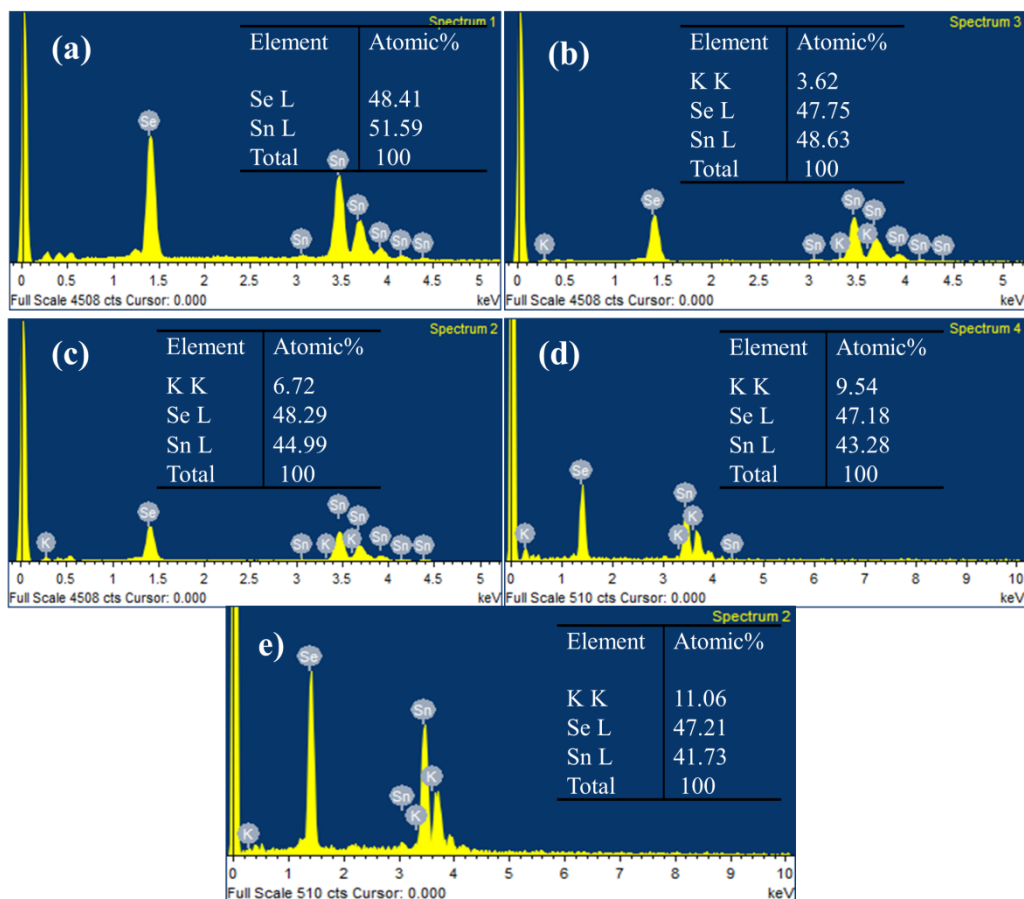 Spectrum 1
(a)
Element Atomic%
Se L 48.41
Sn L 51.59
Total 100
Se
Sn
Sn
Sn
Sn
Sn
Sn
0 0.5 1 1.5 2 2.5 3 3.5 4 4.5 5
Full Scale 4508 cts Cursor: 0.000 keV
Spectrum 3
(b)
Element Atomic%
K K 3.62
Se L 47.75
Sn L 48.63
Total 100
K
Se
Sn
K
Sn
K
Sn
Sn
Sn
Sn
0 0.5 1 1.5 2 2.5 3 3.5 4 4.5 5
Full Scale 4508 cts Cursor: 0.000 keV
Spectrum 2
(c)
Element Atomic%
K K 6.72
Se L 48.29
Sn L 44.99
Total 100
K
Se
Sn
K
Sn
K
Sn
Sn
Sn
Sn
0 0.5 1 1.5 2 2.5 3 3.5 4 4.5 5
Full Scale 4508 cts Cursor: 0.000 keV
Spectrum 4
(d)
Element Atomic%
K K 9.54
Se L 47.18
Sn L 43.28
Total 100
K
Se
K
Sn
K
Sn
0 1 2 3 4 5 6 7 8 9 10
Full Scale 510 cts Cursor: 0.000 keV
Spectrum 2
e)
Element Atomic%
K K 11.06
Se L 47.21
Sn L 41.73
Total 100
K
Se
Sn
K
Sn
K
0 1 2 3 4 5 6 7 8 9 10
Full Scale 510 cts Cursor: 0.000 keV